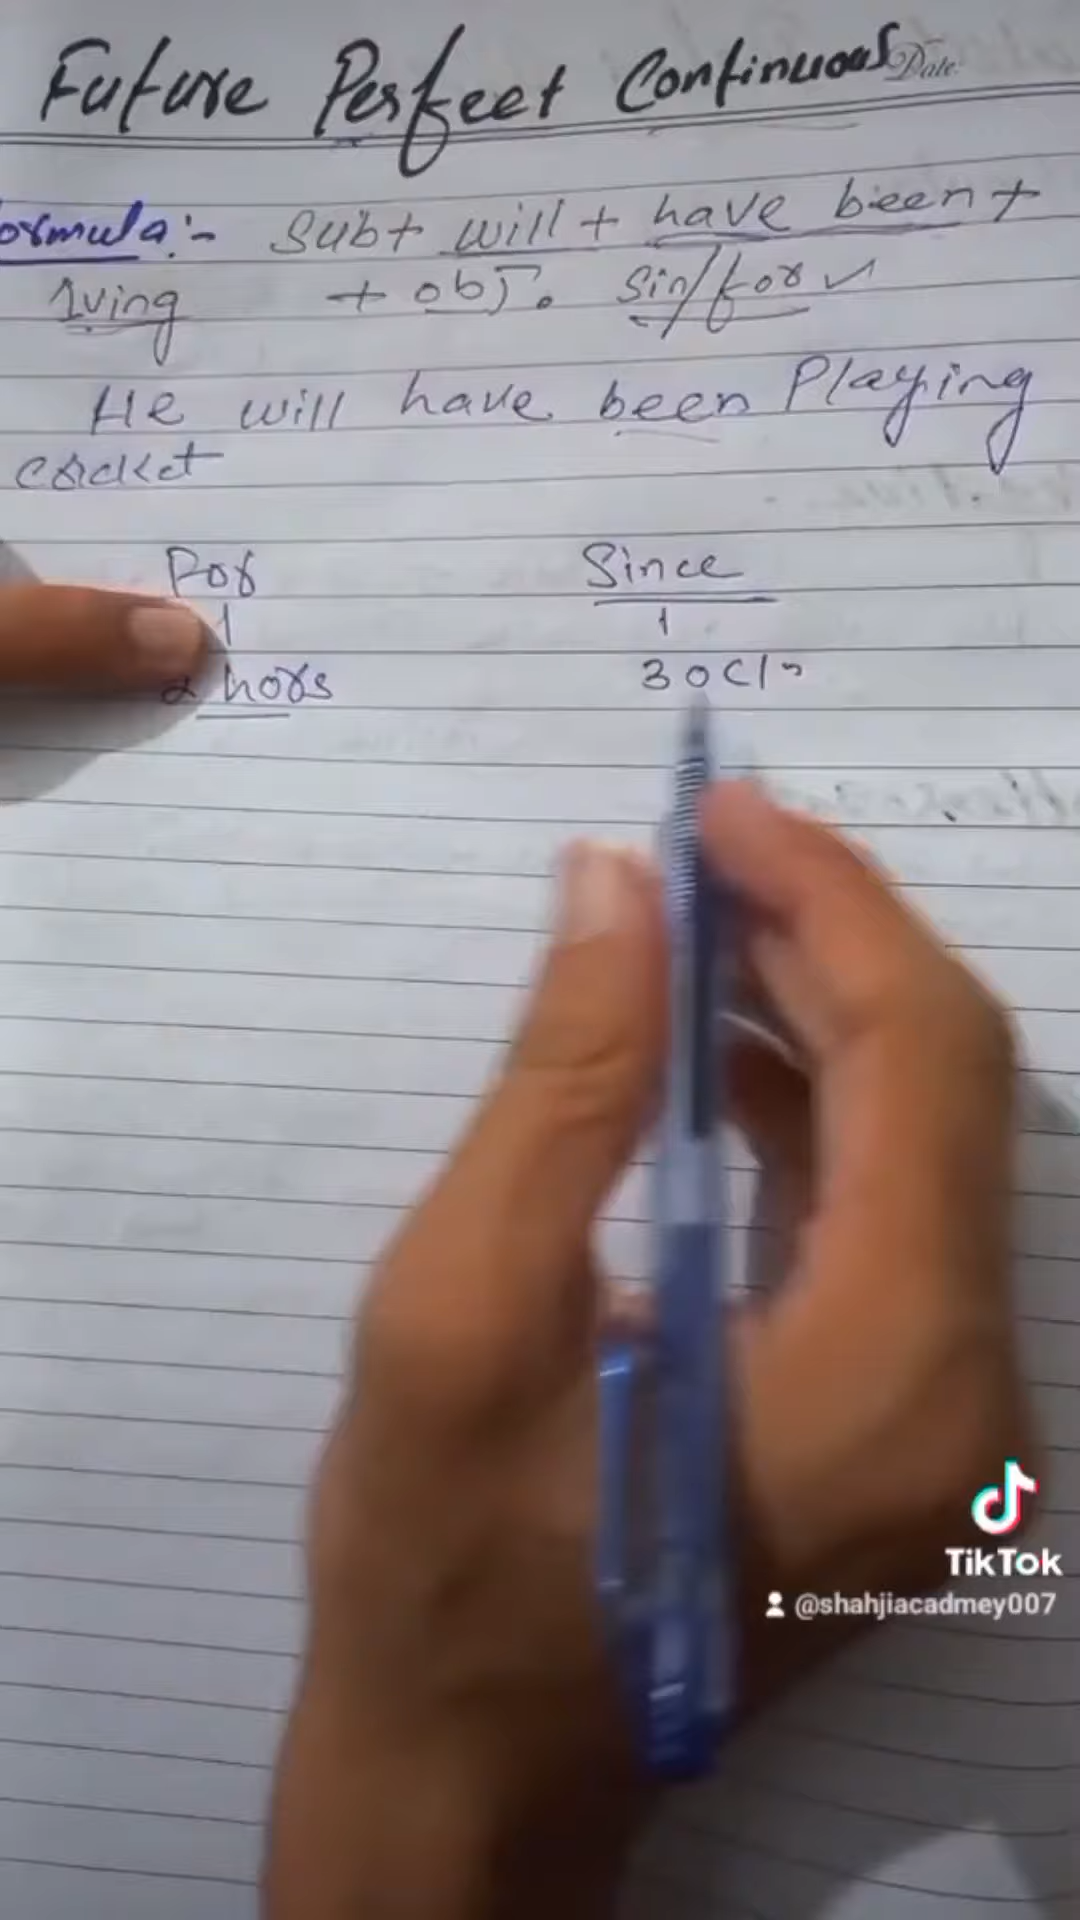 Future Perfect Continuous Date
ormula:- Sub+ will + have been +
1ving + obj. Sin/for ✓
He will have been Playing
cricket
For Since
1 1
2 hors 3 OCl
TikTok
@shahjiacadmey007